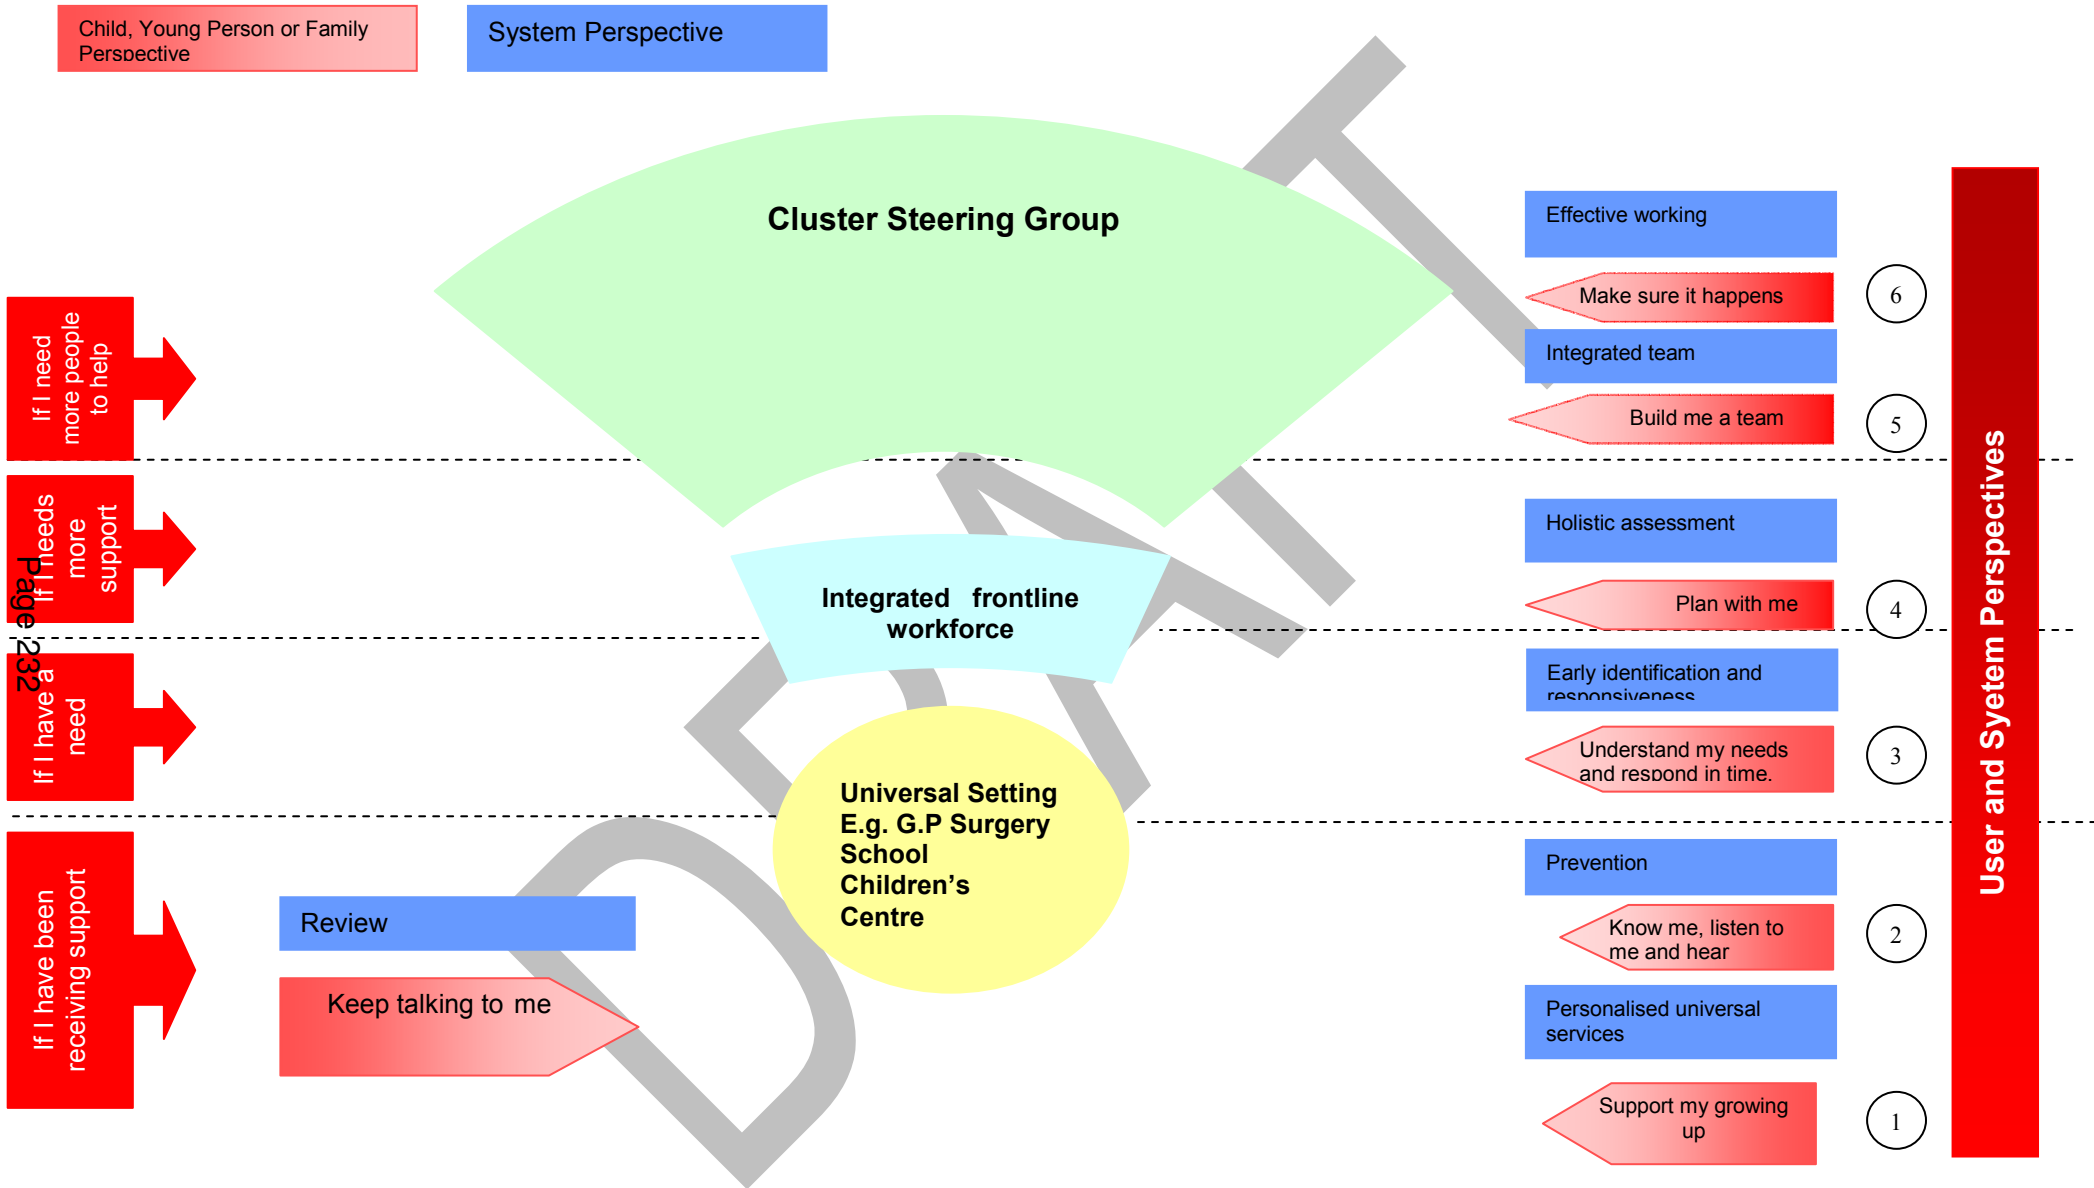 Child, Young Person or Family
Perspective
System Perspective
Cluster Steering Group
Effective working
Make sure it happens
6
Integrated team
Build me a team
5
If I need
more people
to help
Holistic assessment
Plan with me
4
If I needs
more
support
Integrated frontline
workforce
Page 232
Early identification and
responsiveness
Understand my needs
and respond in time.
3
If I have a
need
Universal Setting
E.g. G.P Surgery
School
Children's
Centre
Prevention
Know me, listen to
me and hear
2
Personalised universal
services
Support my growing
up
1
If I have been
receiving support
Review
Keep talking to me
User and Syetem Perspectives
DRAFT